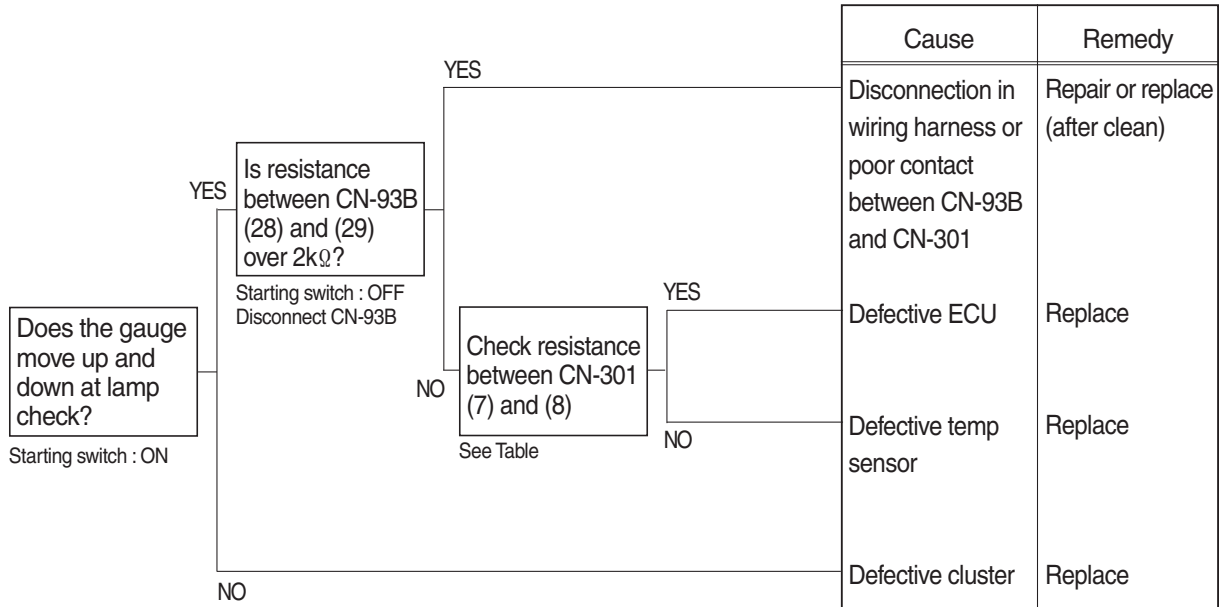 Does the gauge
move up and
down at lamp
check?
Starting switch : ON
YES
Is resistance
between CN-93B
(28) and (29)
over 2kΩ?
Starting switch : OFF
Disconnect CN-93B
YES
NO
Check resistance
between CN-301
(7) and (8)
See Table
YES
NO
NO
Cause
Remedy
Disconnection in
wiring harness or
poor contact
between CN-93B
and CN-301
Repair or replace
(after clean)
Defective ECU
Replace
Defective temp
sensor
Replace
Defective cluster
Replace